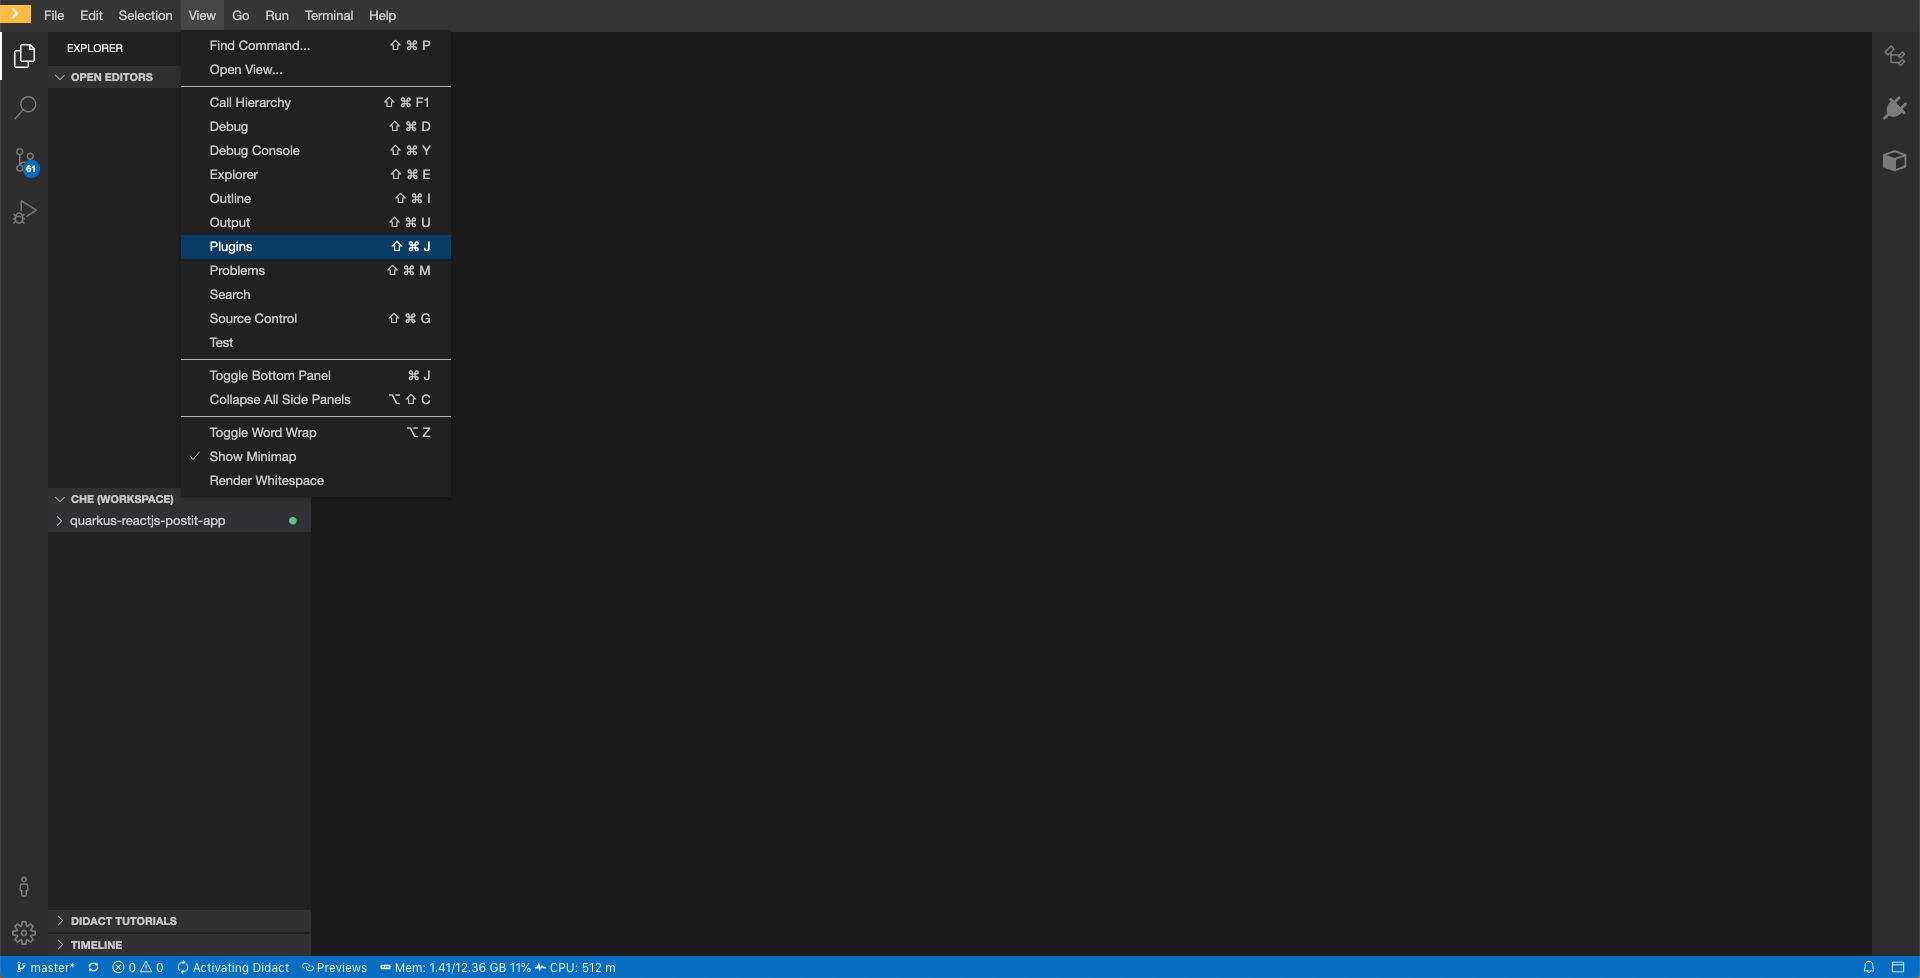 File Edit Selection View Go Run Terminal Help
EXPLORER
OPEN EDITORS
Find Command... ⇧ ⌘ P
Open View...
Call Hierarchy ⇧ ⌘ F1
Debug ⇧ ⌘ D
Debug Console ⇧ ⌘ Y
Explorer ⇧ ⌘ E
Outline ⇧ ⌘ I
Output ⇧ ⌘ U
Plugins ⇧ ⌘ J
Problems ⇧ ⌘ M
Search
Source Control ⇧ ⌘ G
Test
Toggle Bottom Panel ⌘ J
Collapse All Side Panels ⌥ ⇧ C
Toggle Word Wrap ⌥ Z
✓ Show Minimap
Render Whitespace
61
CHE (WORKSPACE)
quarkus-reactjs-postit-app
DIDACT TUTORIALS
TIMELINE
master* 0 0 Activating Didact Previews Mem: 1.41/12.36 GB 11% CPU: 512 m